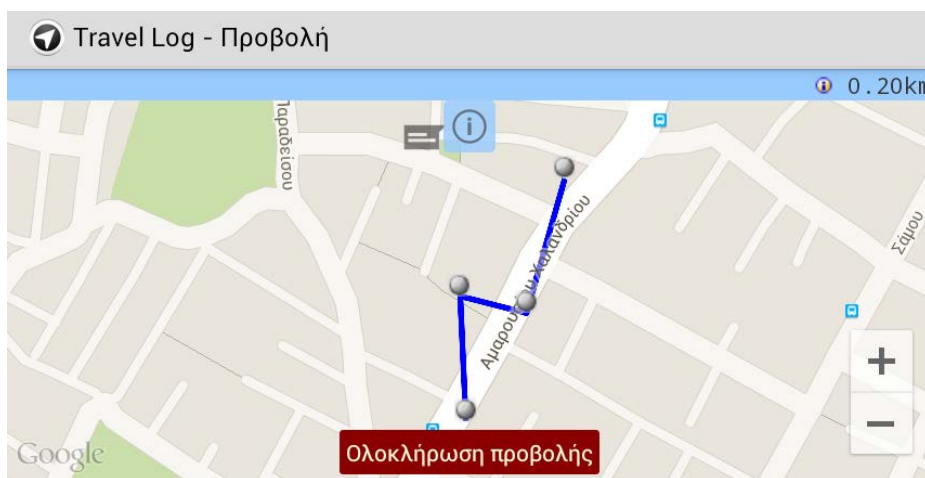 Travel Log - Προβολή
0.20km
Παραδείσου
Αμαρουσίου Χαλανδρίου
Σάμου
Google
Ολοκλήρωση προβολής